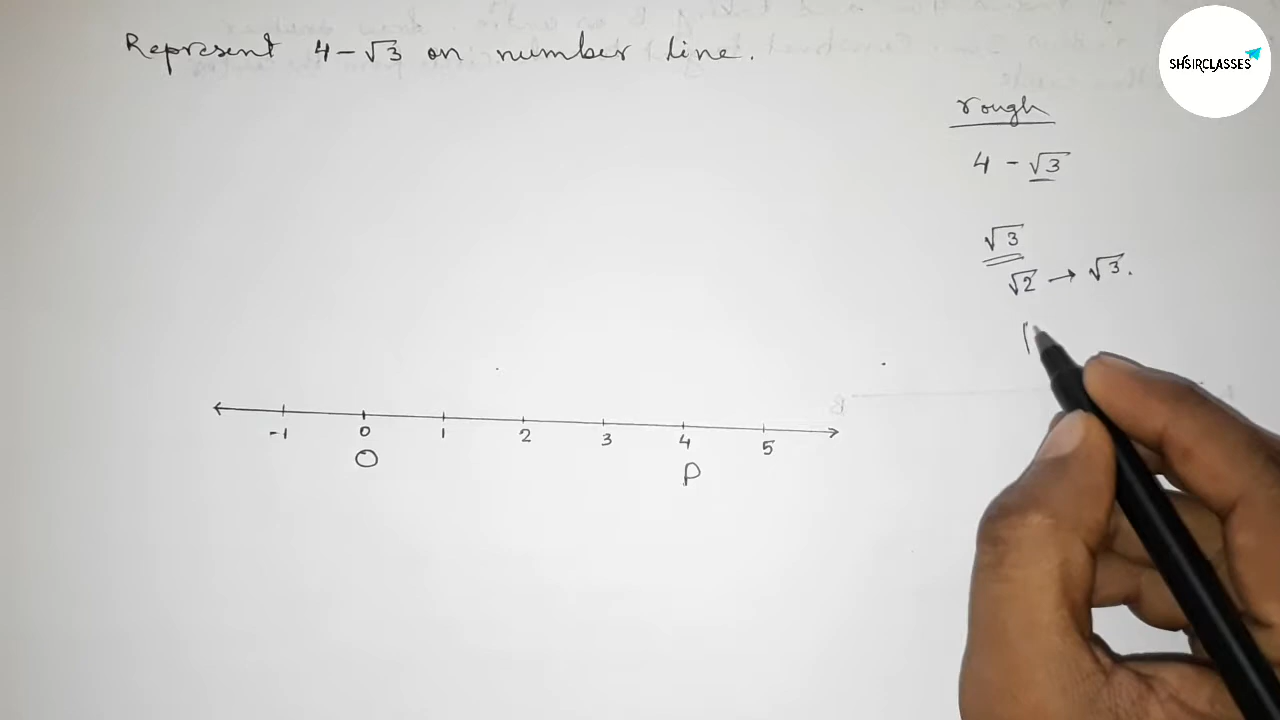 Represent 4 - √3 on number line.
SHSIRCLASSES
rough
4 - √3
√3
√2 → √3.
-1 0 1 2 3 4 5
O P